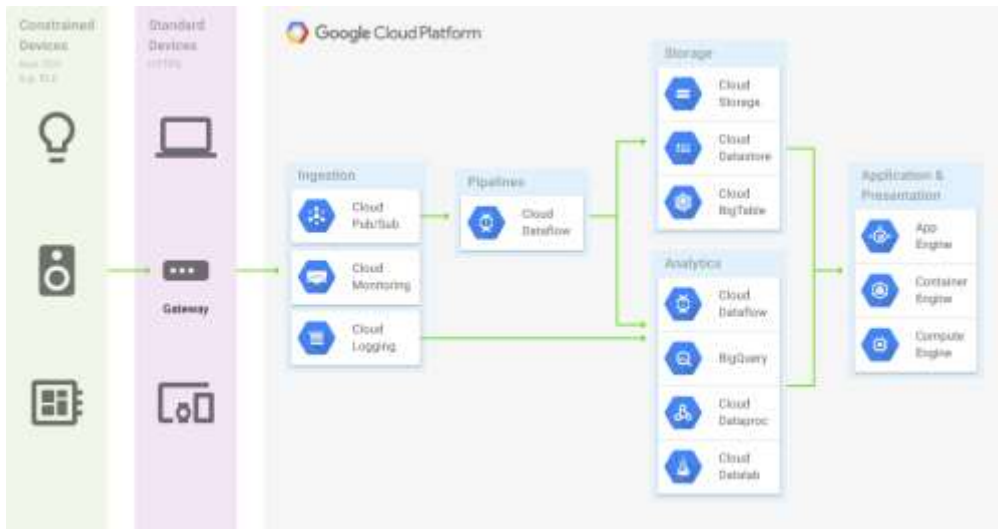 Constrained
Devices
Standard
Devices
HTTPS
Google Cloud Platform
Storage
Cloud
Storage
Cloud
Datastore
Cloud
BigTable
Ingestion
Cloud
Pub/Sub
Cloud
Monitoring
Cloud
Logging
Pipelines
Cloud
Dataflow
Analytics
Cloud
Dataflow
BigQuery
Cloud
Dataproc
Cloud
Datalab
Application &
Presentation
App
Engine
Container
Engine
Compute
Engine
Gateway